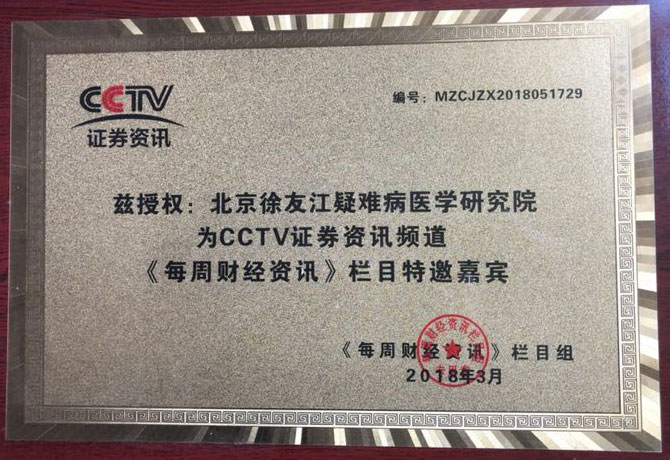 CCTV
证券资讯
编号：MZCJZX2018051729
兹授权：北京徐友江疑难病医学研究院
为CCTV证券资讯频道
《每周财经资讯》栏目特邀嘉宾
《每周财经资讯》栏目组
2018年3月